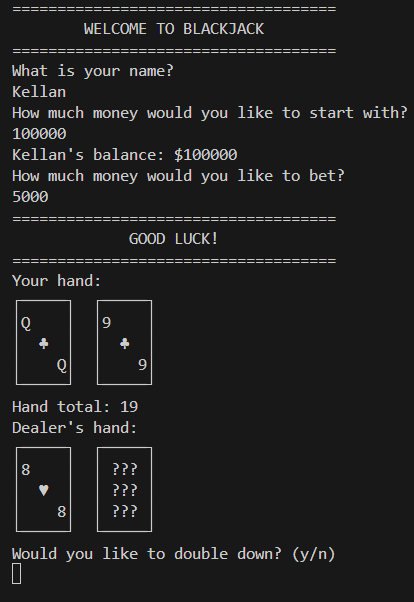 ====================================
WELCOME TO BLACKJACK
====================================
What is your name?
Kellan
How much money would you like to start with?
100000
Kellan's balance: $100000
How much money would you like to bet?
5000
====================================
GOOD LUCK!
====================================
Your hand:
Q 9
♣ ♣
Q 9
Hand total: 19
Dealer's hand:
8 ???
♥ ???
8 ???
Would you like to double down? (y/n)